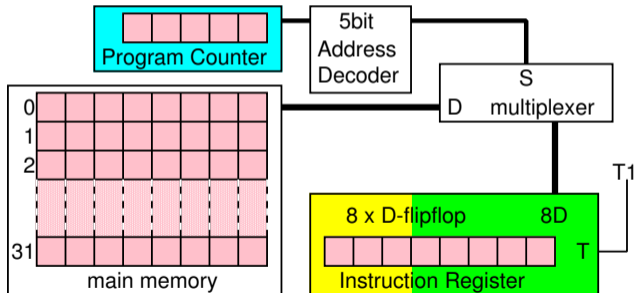 Program Counter
5bit
Address
Decoder
S
D multiplexer
0
1
2
31
main memory
T1
8 x D-flipflop 8D
T
Instruction Register